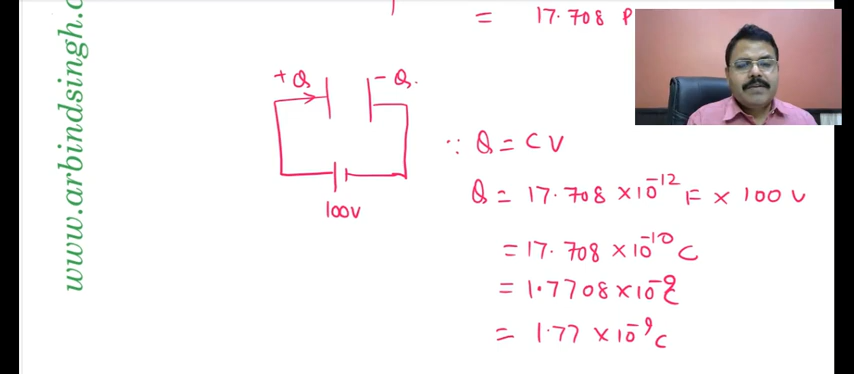 = 17.708 P
+Q
-Q.
100V
∵ Q = CV
Q = 17.708 × 10⁻¹² F × 100 V
= 17.708 × 10⁻¹⁰ C
= 1.7708 × 10⁻⁹ C
= 1.77 × 10⁻⁹ C
www.arbindsingh.c